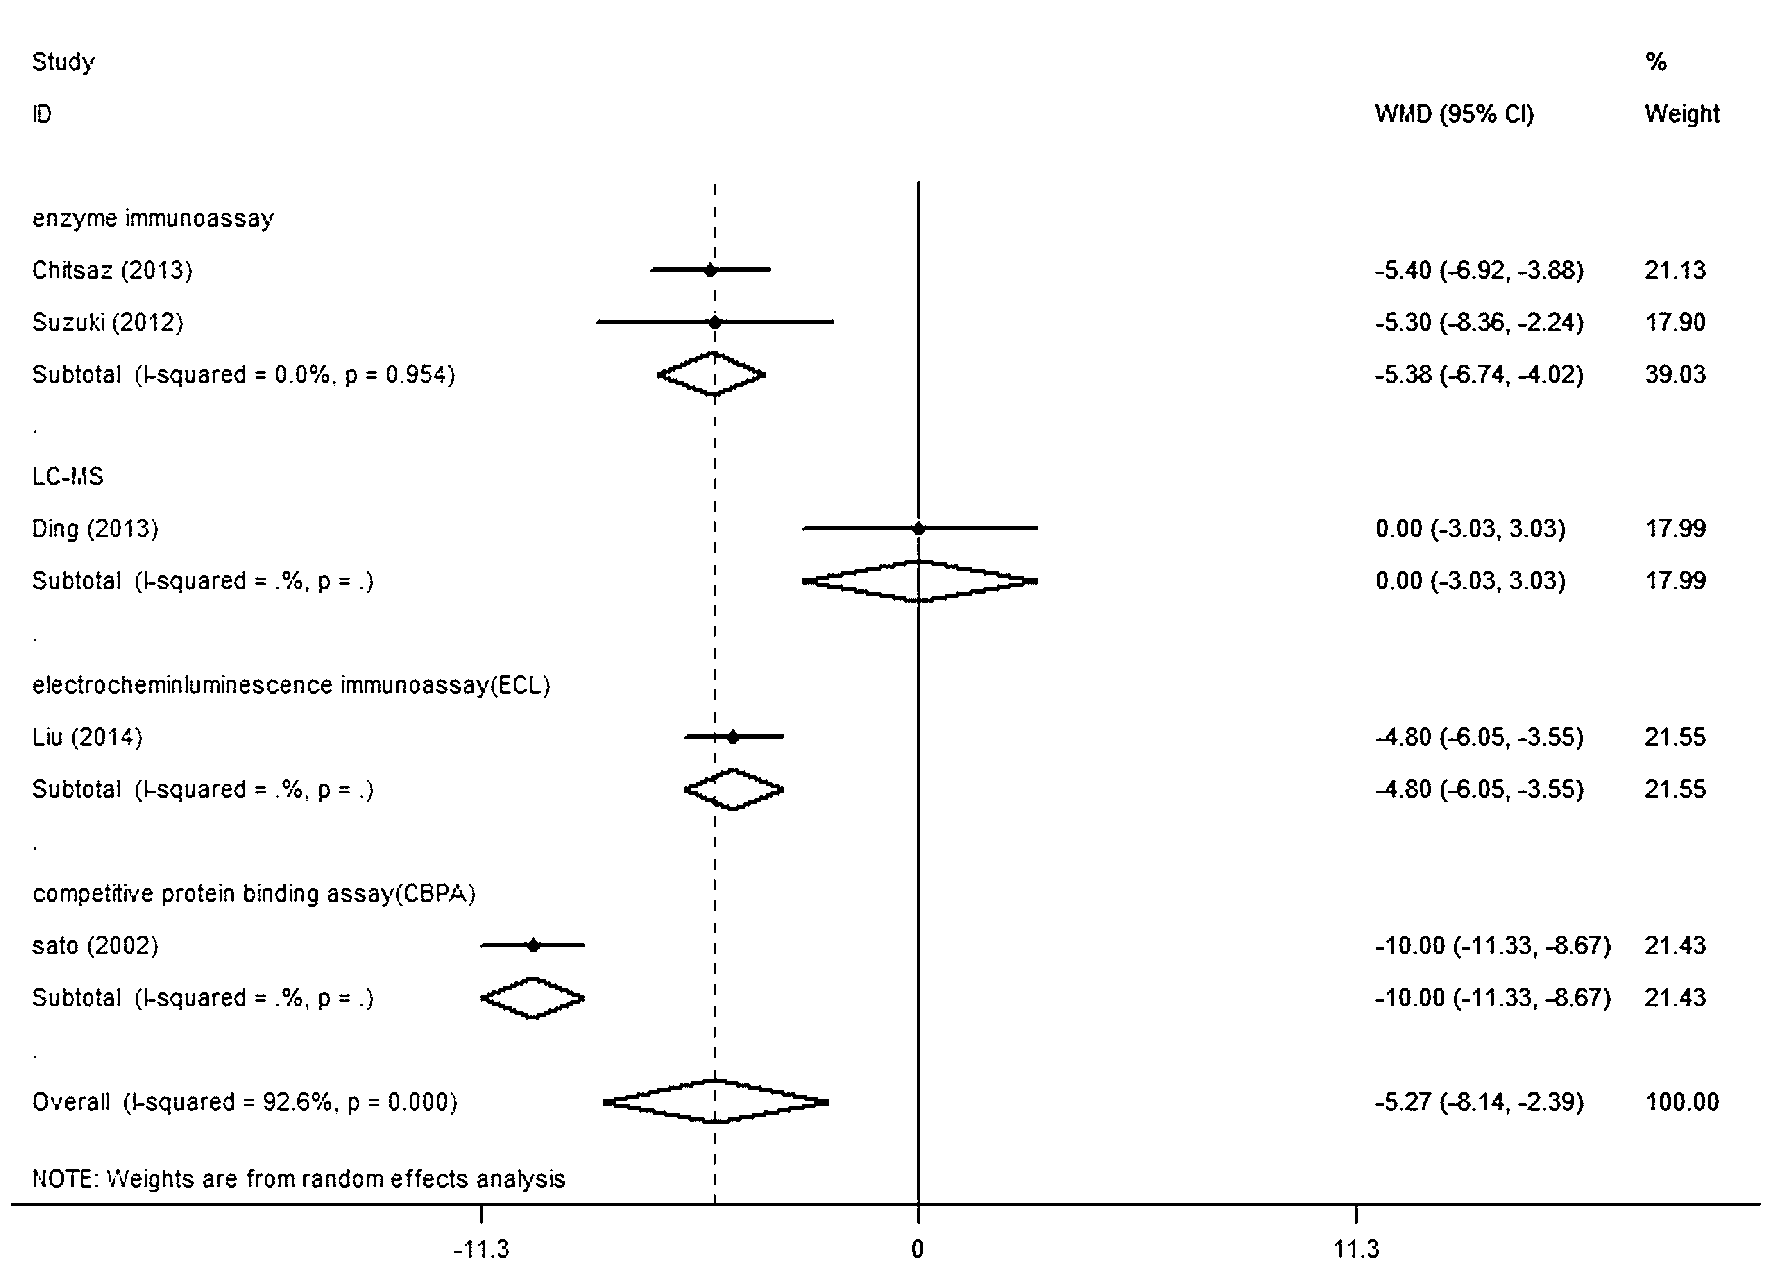 Study %
ID WMD (95% CI) Weight
enzyme immunoassay
Chitsaz (2013) -5.40 (-6.92, -3.88) 21.13
Suzuki (2012) -5.30 (-8.36, -2.24) 17.90
Subtotal (I-squared = 0.0%, p = 0.954) -5.38 (-6.74, -4.02) 39.03
.
LC-MS
Ding (2013) 0.00 (-3.03, 3.03) 17.99
Subtotal (I-squared = .%, p = .) 0.00 (-3.03, 3.03) 17.99
.
electrocheminluminescence immunoassay(ECL)
Liu (2014) -4.80 (-6.05, -3.55) 21.55
Subtotal (I-squared = .%, p = .) -4.80 (-6.05, -3.55) 21.55
.
competitive protein binding assay(CBPA)
sato (2002) -10.00 (-11.33, -8.67) 21.43
Subtotal (I-squared = .%, p = .) -10.00 (-11.33, -8.67) 21.43
.
Overall (I-squared = 92.6%, p = 0.000) -5.27 (-8.14, -2.39) 100.00
NOTE: Weights are from random effects analysis
-11.3 0 11.3